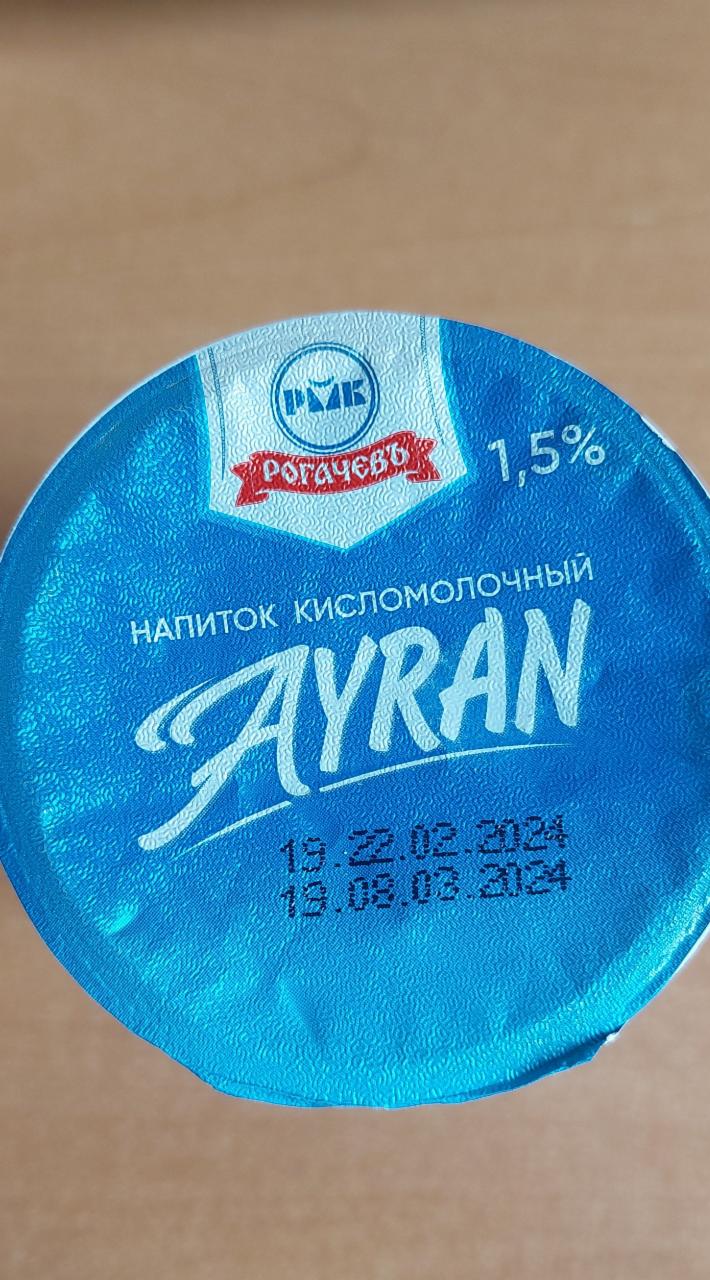 РМК
РОГАЧЕВЪ
1,5%
НАПИТОК КИСЛОМОЛОЧНЫЙ
AYRAN
19.22.02.2024
19.08.03.2024